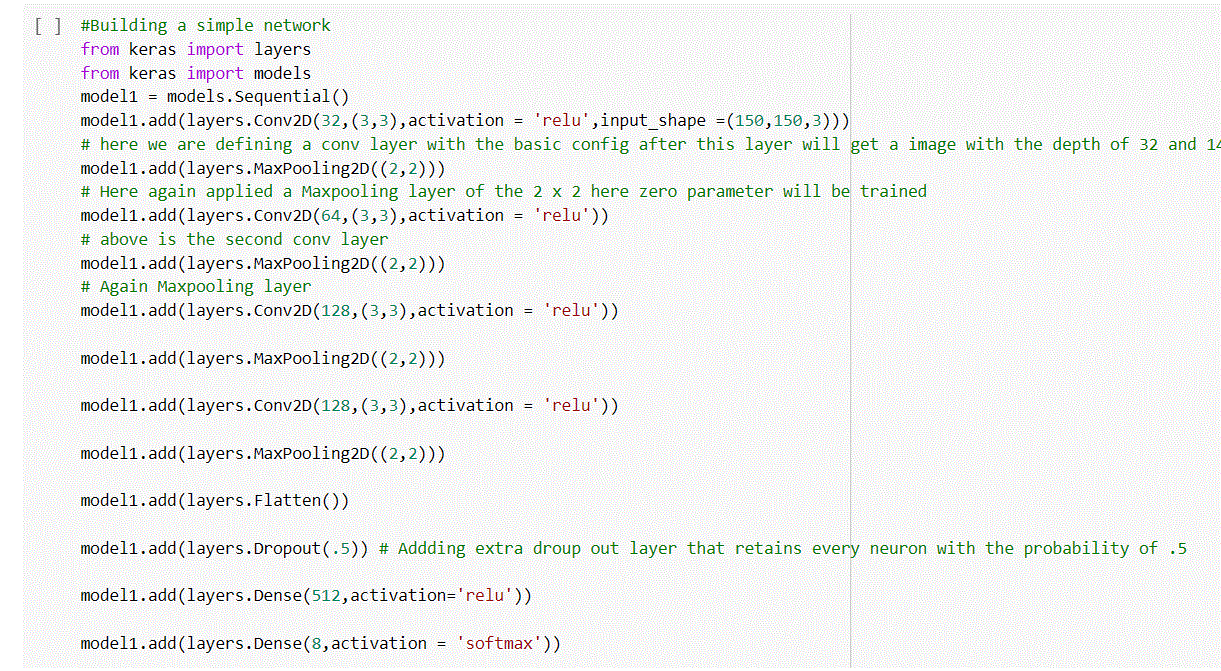 [ ] #Building a simple network
from keras import layers
from keras import models
model1 = models.Sequential()
model1.add(layers.Conv2D(32,(3,3),activation = 'relu',input_shape =(150,150,3)))
# here we are defining a conv layer with the basic config after this layer will get a image with the depth of 32 and 14
model1.add(layers.MaxPooling2D((2,2)))
# Here again applied a Maxpooling layer of the 2 x 2 here zero parameter will be trained
model1.add(layers.Conv2D(64,(3,3),activation = 'relu'))
# above is the second conv layer
model1.add(layers.MaxPooling2D((2,2)))
# Again Maxpooling layer
model1.add(layers.Conv2D(128,(3,3),activation = 'relu'))
model1.add(layers.MaxPooling2D((2,2)))
model1.add(layers.Conv2D(128,(3,3),activation = 'relu'))
model1.add(layers.MaxPooling2D((2,2)))
model1.add(layers.Flatten())
model1.add(layers.Dropout(.5)) # Addding extra droup out layer that retains every neuron with the probability of .5
model1.add(layers.Dense(512,activation='relu'))
model1.add(layers.Dense(8,activation = 'softmax'))